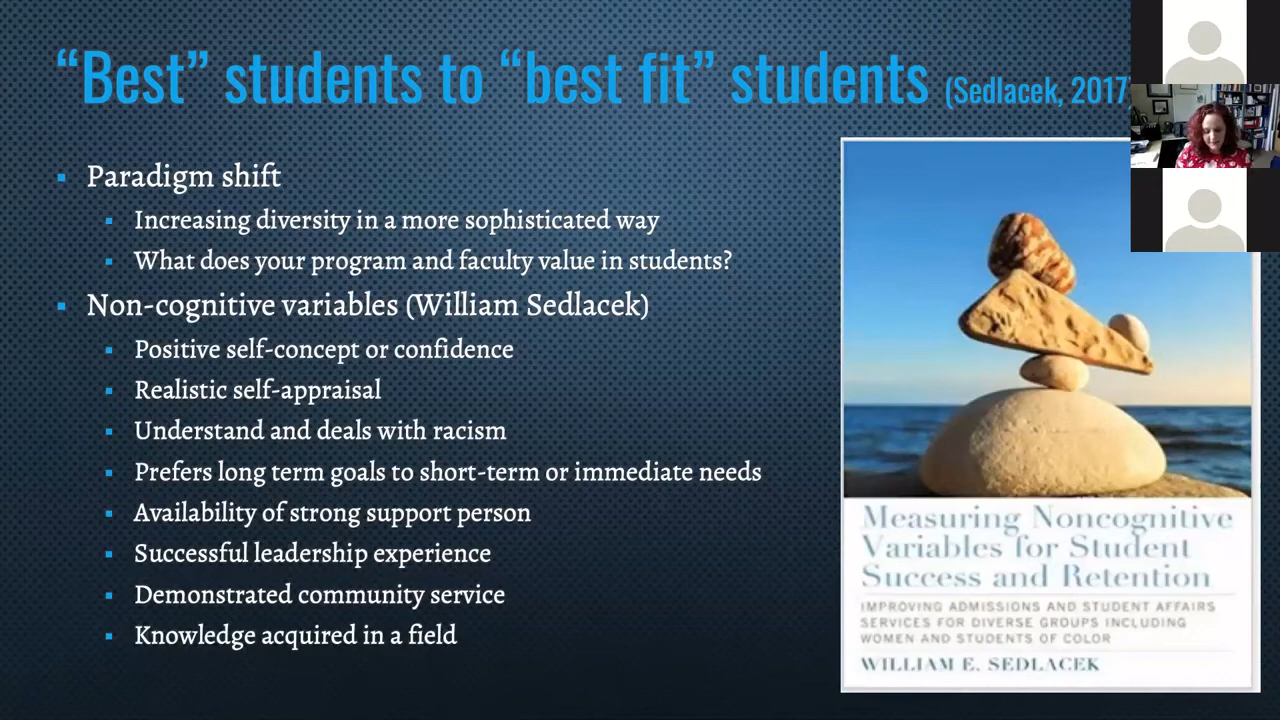 “Best” students to “best fit” students (Sedlacek, 2017)
Paradigm shift
Increasing diversity in a more sophisticated way
What does your program and faculty value in students?
Non-cognitive variables (William Sedlacek)
Positive self-concept or confidence
Realistic self-appraisal
Understand and deals with racism
Prefers long term goals to short-term or immediate needs
Availability of strong support person
Successful leadership experience
Demonstrated community service
Knowledge acquired in a field
Measuring Noncognitive
Variables for Student
Success and Retention
IMPROVING ADMISSIONS AND STUDENT AFFAIRS
SERVICES FOR DIVERSE GROUPS INCLUDING
WOMEN AND STUDENTS OF COLOR
WILLIAM E. SEDLACEK